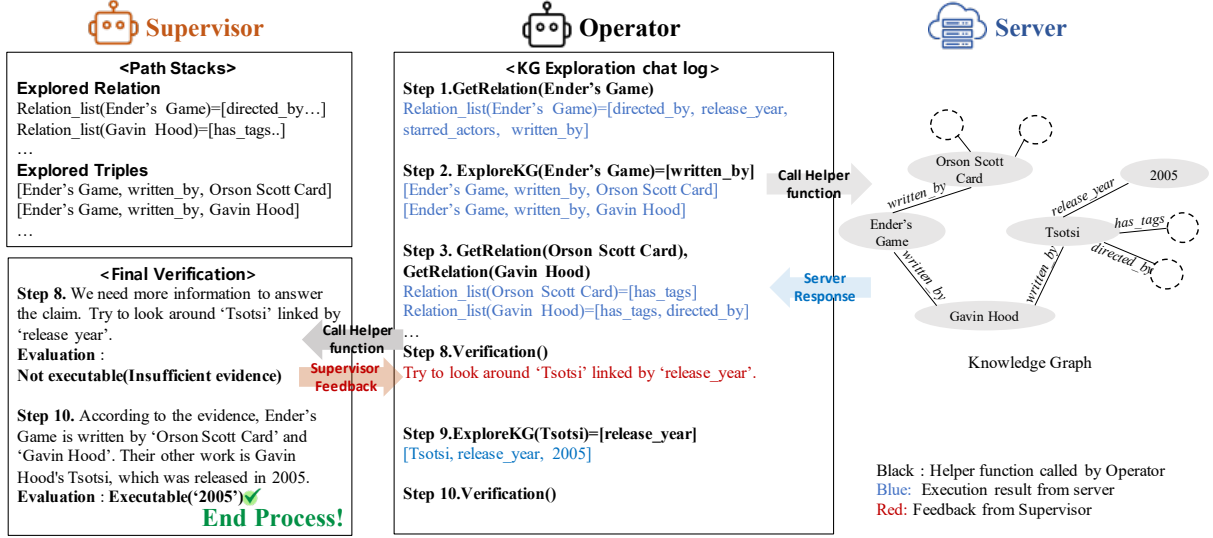 Supervisor
<Path Stacks>
Explored Relation
Relation_list(Ender's Game)=[directed_by…]
Relation_list(Gavin Hood)=[has_tags..]
…
Explored Triples
[Ender's Game, written_by, Orson Scott Card]
[Ender's Game, written_by, Gavin Hood]
…
<Final Verification>
Step 8. We need more information to answer
the claim. Try to look around 'Tsotsi' linked by
'release year'.
Evaluation :
Not executable(Insufficient evidence)
Step 10. According to the evidence, Ender's
Game is written by 'Orson Scott Card' and
'Gavin Hood'. Their other work is Gavin
Hood's Tsotsi, which was released in 2005.
Evaluation : Executable('2005')
End Process!
Call Helper
function
Supervisor
Feedback
Operator
<KG Exploration chat log>
Step 1.GetRelation(Ender's Game)
Relation_list(Ender's Game)=[directed_by, release_year,
starred_actors, written_by]
Step 2. ExploreKG(Ender's Game)=[written_by]
[Ender's Game, written_by, Orson Scott Card]
[Ender's Game, written_by, Gavin Hood]
Step 3. GetRelation(Orson Scott Card),
GetRelation(Gavin Hood)
Relation_list(Orson Scott Card)=[has_tags]
Relation_list(Gavin Hood)=[has_tags, directed_by]
…
Step 8.Verification()
Try to look around 'Tsotsi' linked by 'release_year'.
Step 9.ExploreKG(Tsotsi)=[release_year]
[Tsotsi, release_year, 2005]
Step 10.Verification()
Call Helper
function
Server
Response
Server
Orson Scott
Card
2005
written_by
release_year
has_tags
Ender's
Game
Tsotsi
directed_by
written_by
written_by
Gavin Hood
Knowledge Graph
Black : Helper function called by Operator
Blue: Execution result from server
Red: Feedback from Supervisor